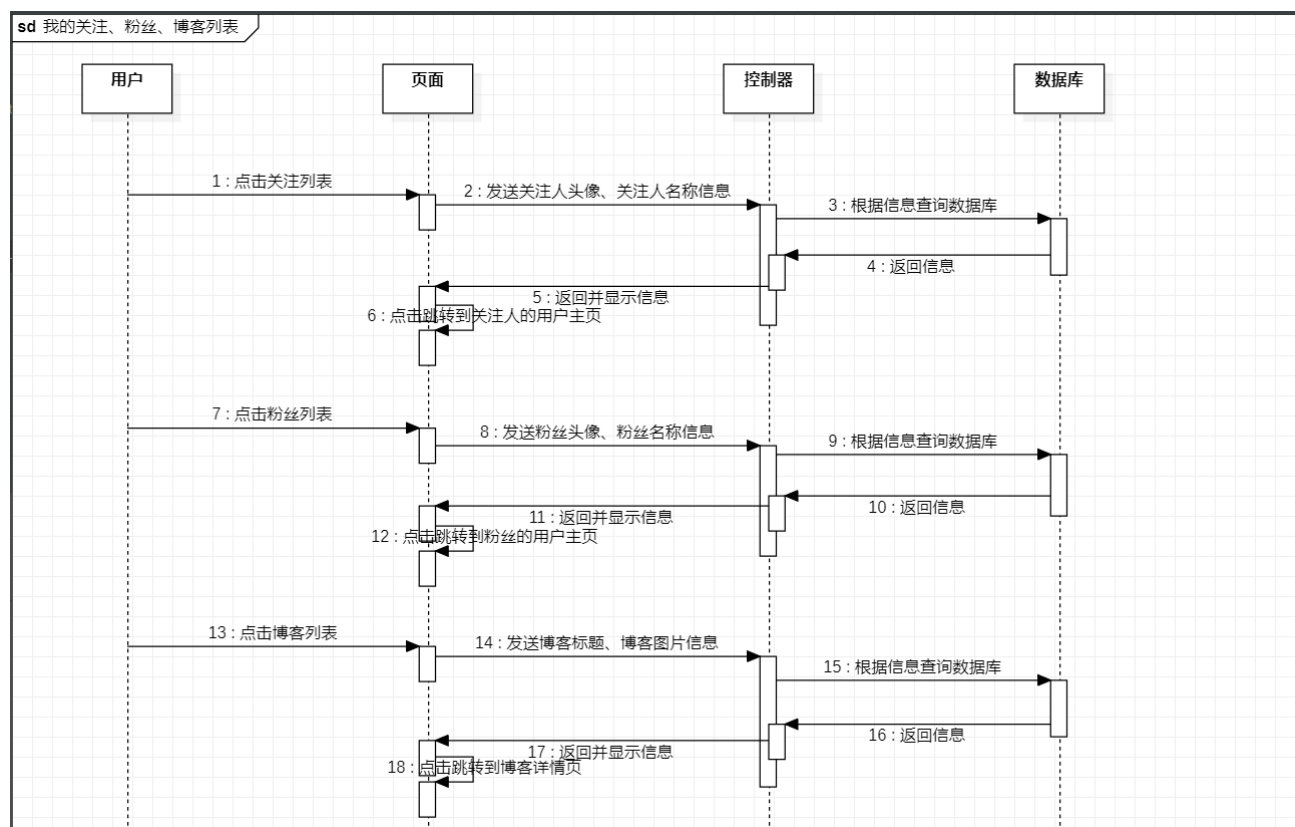 sd 我的关注、粉丝、博客列表
用户
页面
控制器
数据库
1 : 点击关注列表
2 : 发送关注人头像、关注人名称信息
3 : 根据信息查询数据库
4 : 返回信息
5 : 返回并显示信息
6 : 点击跳转到关注人的用户主页
7 : 点击粉丝列表
8 : 发送粉丝头像、粉丝名称信息
9 : 根据信息查询数据库
10 : 返回信息
11 : 返回并显示信息
12 : 点击跳转到粉丝的用户主页
13 : 点击博客列表
14 : 发送博客标题、博客图片信息
15 : 根据信息查询数据库
16 : 返回信息
17 : 返回并显示信息
18 : 点击跳转到博客详情页